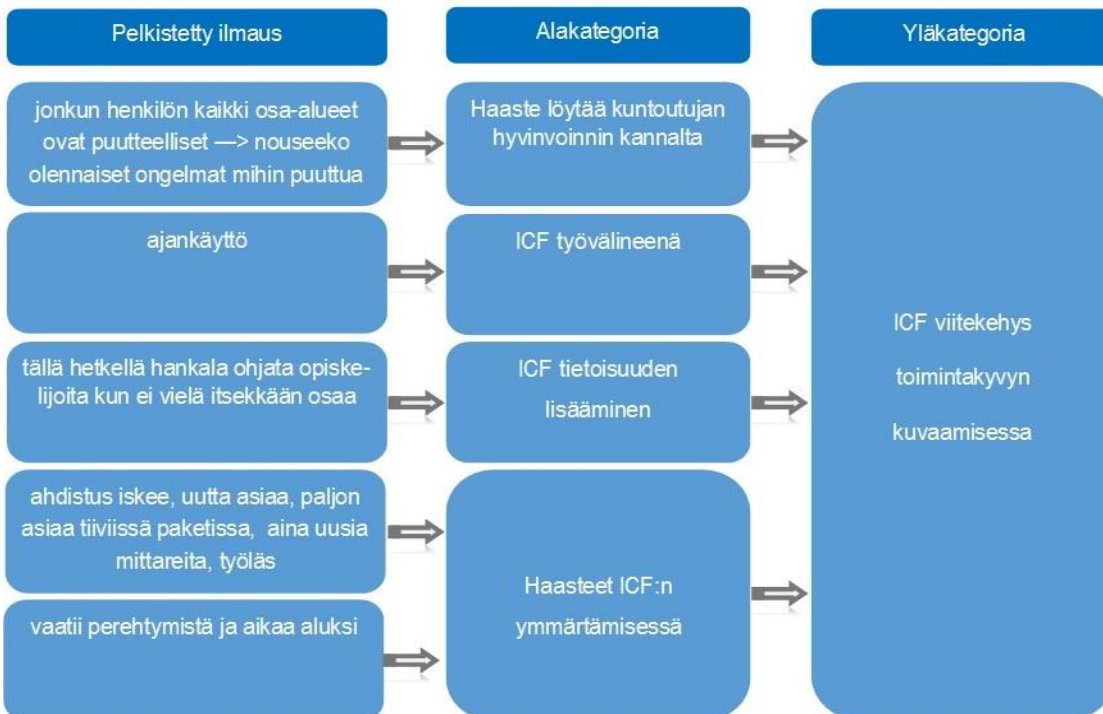 Pelkistetty ilmaus
Alakategoria
Yläkategoria
jonkun henkilön kaikki osa-alueet
ovat puutteelliset —> nouseeko
olennaiset ongelmat mihin puuttua
Haaste löytää kuntoutujan
hyvinvoinnin kannalta
ajankäyttö
ICF työvälineenä
tällä hetkellä hankala ohjata opiske-
lijoita kun ei vielä itsekkään osaa
ICF tietoisuuden
lisääminen
ahdistus iskee, uutta asiaa, paljon
asiaa tiiviissä paketissa, aina uusia
mittareita, työläs
vaatii perehtymistä ja aikaa aluksi
Haasteet ICF:n
ymmärtämisessä
ICF viitekehys
toimintakyvyn
kuvaamisessa